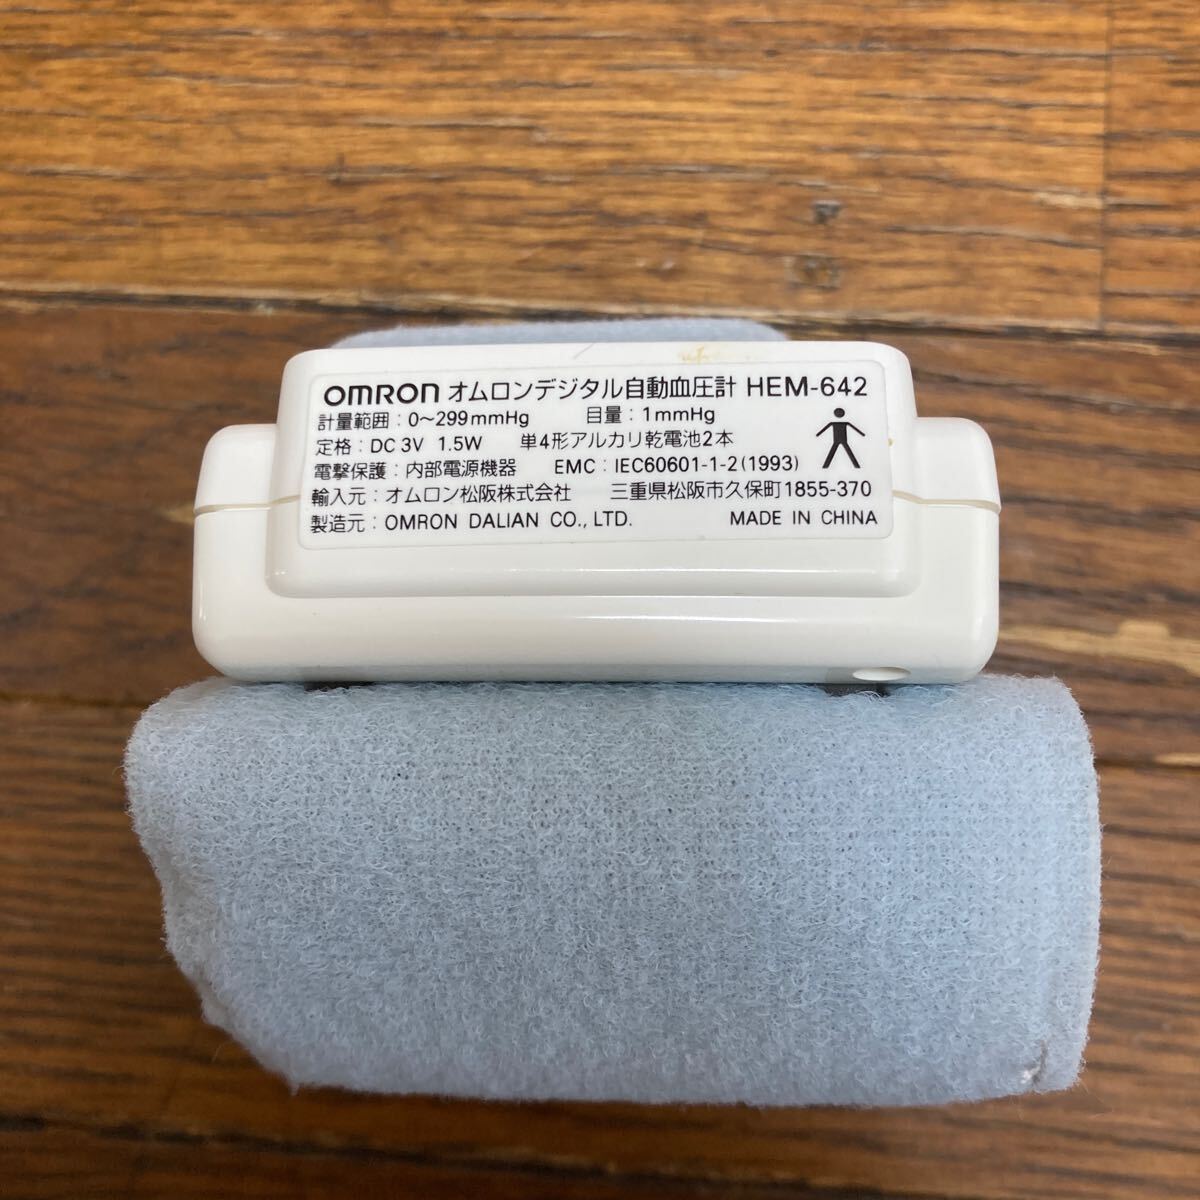 OMRON オムロンデジタル自動血圧計 HEM-642
計量範囲：0～299mmHg 目量：1mmHg
定格：DC 3V 1.5W 単4形アルカリ乾電池2本
電撃保護：内部電源機器 EMC：IEC60601-1-2(1993)
輸入元：オムロン松阪株式会社 三重県松阪市久保町1855-370
製造元：OMRON DALIAN CO., LTD. MADE IN CHINA